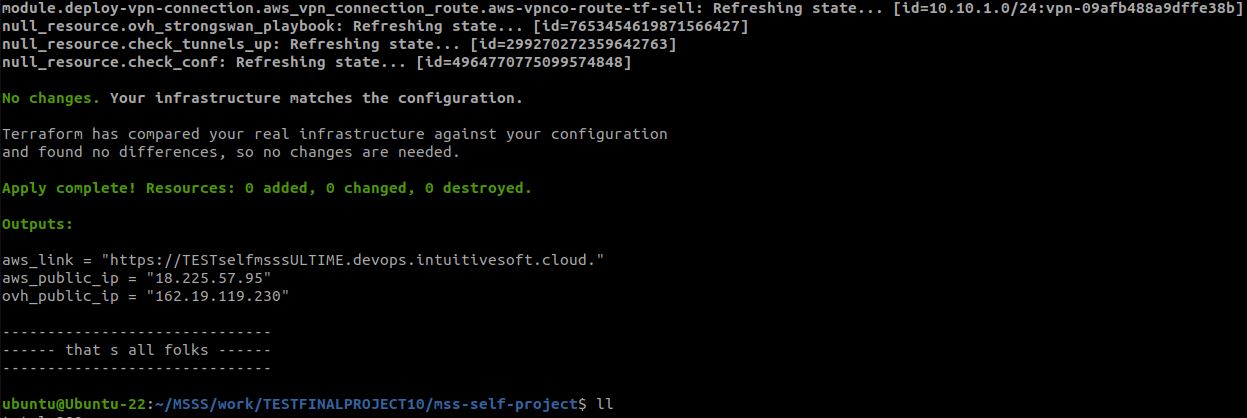 module.deploy-vpn-connection.aws_vpn_connection_route.aws-vpnco-route-tf-sell: Refreshing state... [id=10.10.1.0/24:vpn-09afb488a9dffe38b]
null_resource.ovh_strongswan_playbook: Refreshing state... [id=7653454619871566427]
null_resource.check_tunnels_up: Refreshing state... [id=299270272359642763]
null_resource.check_conf: Refreshing state... [id=4964770775099574848]
No changes. Your infrastructure matches the configuration.
Terraform has compared your real infrastructure against your configuration
and found no differences, so no changes are needed.
Apply complete! Resources: 0 added, 0 changed, 0 destroyed.
Outputs:
aws_link = "https://TESTselfmsssULTIME.devops.intuitivesoft.cloud."
aws_public_ip = "18.225.57.95"
ovh_public_ip = "162.19.119.230"
------------------------------
------ that s all folks ------
------------------------------
ubuntu@Ubuntu-22:~/MSSS/work/TESTFINALPROJECT10/mss-self-project$ ll